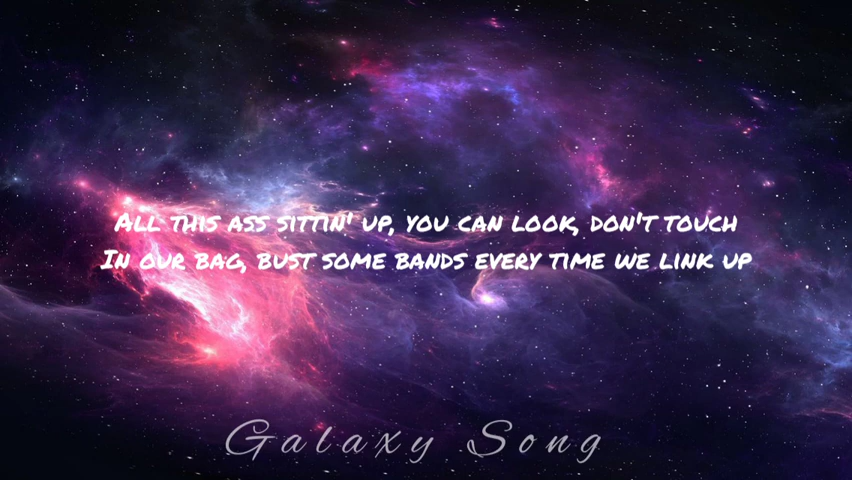 All this ass sittin' up, you can look, don't touch
In our bag, bust some bands every time we link up
Galaxy Song